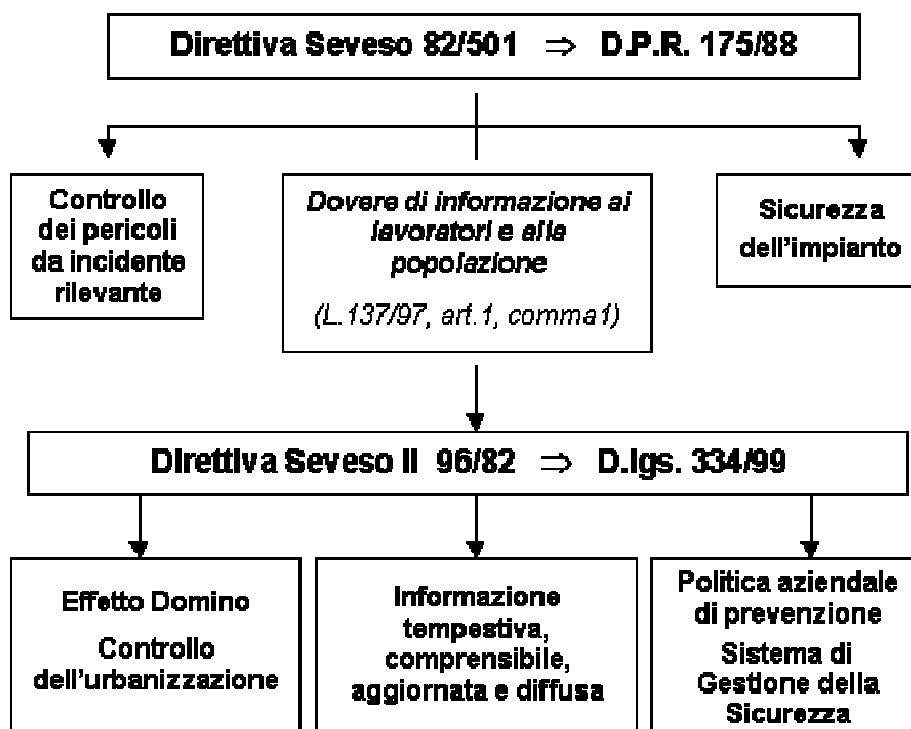 Direttiva Seveso 82/501 ⇒ D.P.R. 175/88
Controllo
dei pericoli
da incidente
rilevante
Dovere di informazione ai
lavoratori e alla
popolazione
(L.137/97, art.1, comma1)
Sicurezza
dell'impianto
Direttiva Seveso II 96/82 ⇒ D.lgs. 334/99
Effetto Domino
Controllo
dell'urbanizzazione
Informazione
tempestiva,
comprensibile,
aggiornata e diffusa
Politica aziendale
di prevenzione
Sistema di
Gestione della
Sicurezza